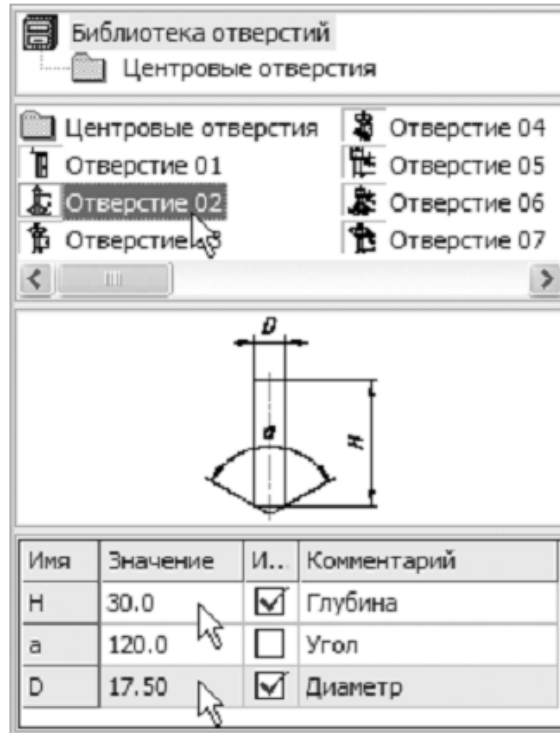 Библиотека отверстий
Центровые отверстия
Центровые отверстия Отверстие 04
Отверстие 01 Отверстие 05
Отверстие 02 Отверстие 06
Отверстие Отверстие 07
D
a
H
Имя Значение И.. Комментарий
H 30.0 Глубина
a 120.0 Угол
D 17.50 Диаметр